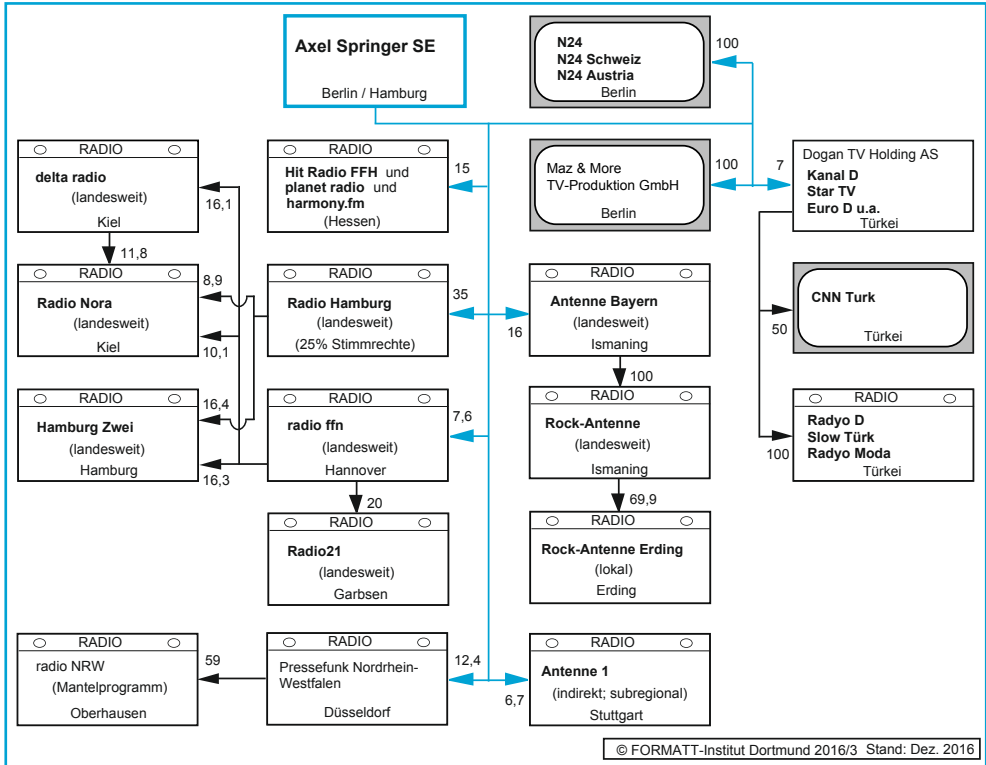 Axel Springer SE
Berlin / Hamburg
N24
N24 Schweiz
N24 Austria
Berlin
100
RADIO
delta radio
(landesweit)
Kiel
16,1
11,8
RADIO
Hit Radio FFH und
planet radio und
harmony.fm
(Hessen)
15
Maz & More
TV-Produktion GmbH
Berlin
100
7
Dogan TV Holding AS
Kanal D
Star TV
Euro D u.a.
Türkei
RADIO
Radio Nora
(landesweit)
Kiel
8,9
10,1
RADIO
Radio Hamburg
(landesweit)
(25% Stimmrechte)
35
16
RADIO
Antenne Bayern
(landesweit)
Ismaning
100
CNN Turk
Türkei
50
RADIO
Hamburg Zwei
(landesweit)
Hamburg
16,4
16,3
RADIO
radio ffn
(landesweit)
Hannover
7,6
20
RADIO
Rock-Antenne
(landesweit)
Ismaning
69,9
RADIO
Radyo D
Slow Türk
Radyo Moda
Türkei
100
RADIO
Radio21
(landesweit)
Garbsen
RADIO
Rock-Antenne Erding
(lokal)
Erding
RADIO
radio NRW
(Mantelprogramm)
Oberhausen
59
RADIO
Pressefunk Nordrhein-
Westfalen
Düsseldorf
12,4
6,7
RADIO
Antenne 1
(indirekt; subregional)
Stuttgart
© FORMATT-Institut Dortmund 2016/3 Stand: Dez. 2016